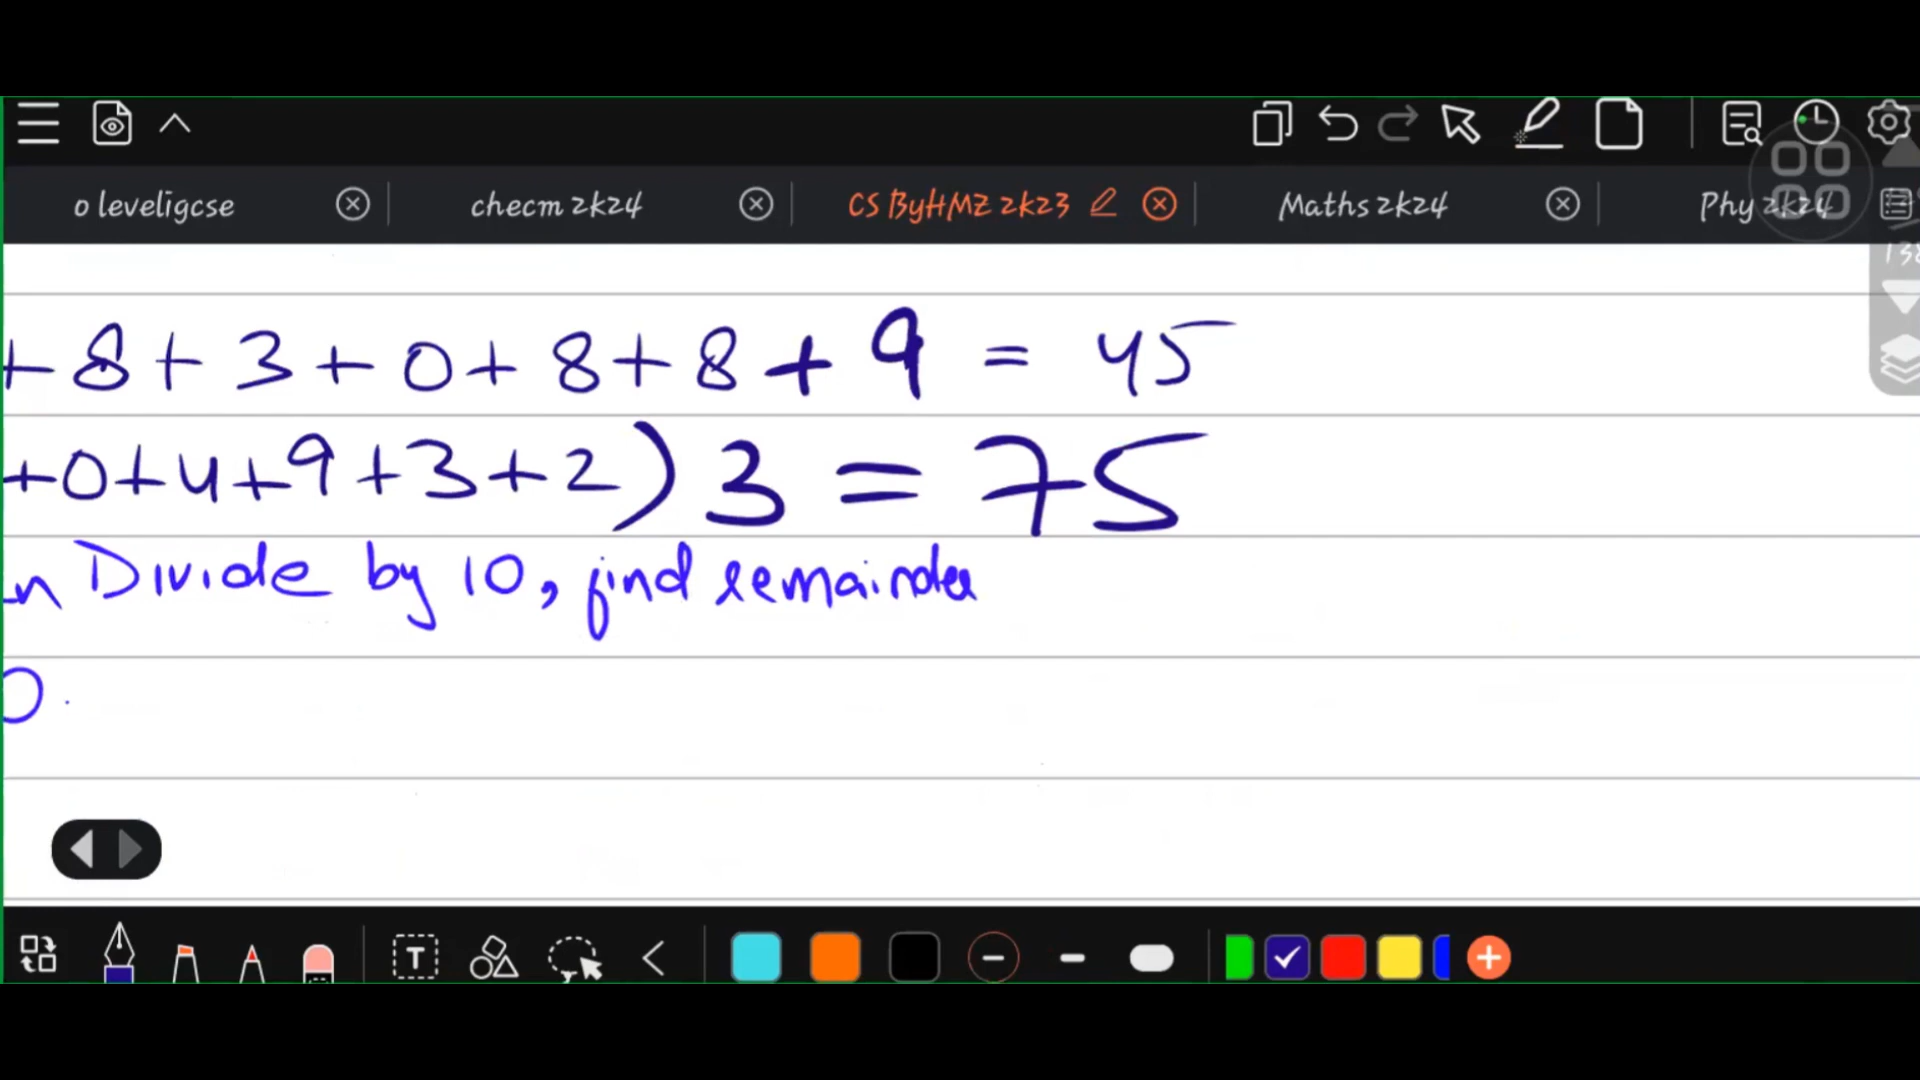 o leveligcse checm 2k24 CS ByHMZ 2k23 Maths 2k24 Phy 2k24
+ 8 + 3 + 0 + 8 + 8 + 9 = 45
+0+4+9+3+2) 3 = 75
n Divide by 10, find remainder
0.
T